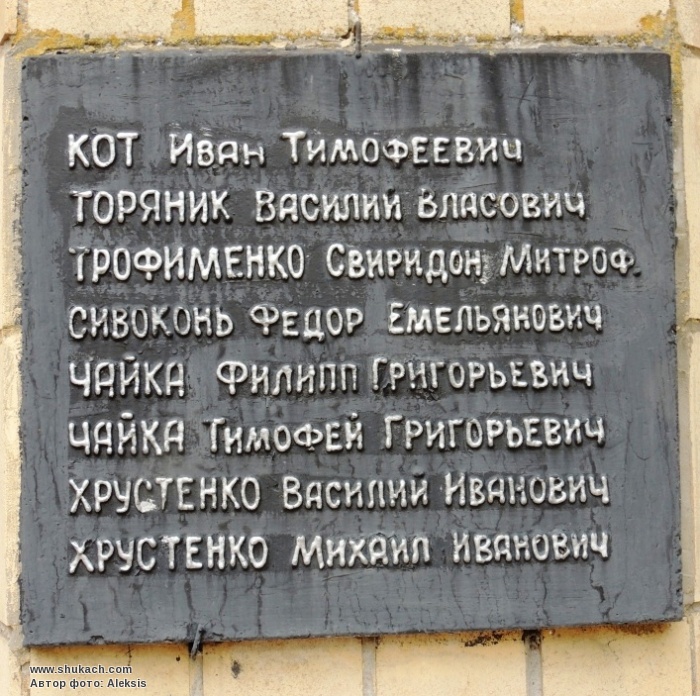 КОТ Иван Тимофеевич
ТОРЯНИК Василий Власович
ТРОФИМЕНКО Свиридон Митроф.
СИВОКОНЬ Федор Емельянович
ЧАЙКА Филипп Григорьевич
ЧАЙКА Тимофей Григорьевич
ХРУСТЕНКО Василий Иванович
ХРУСТЕНКО Михаил Иванович
www.shukach.com
Автор фото: Aleksis